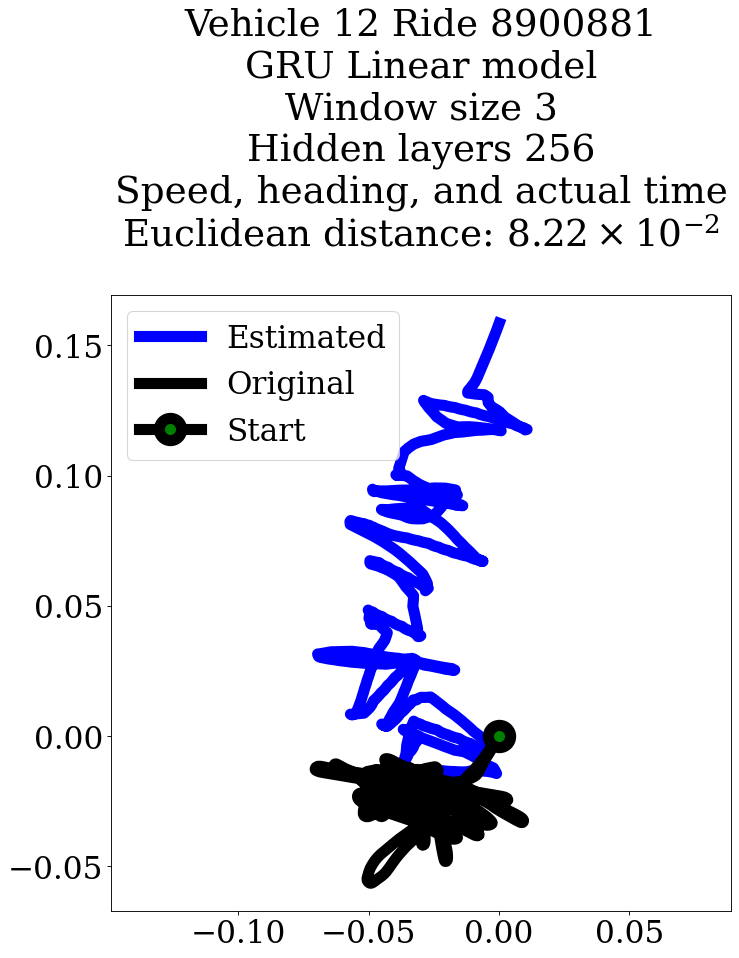 Vehicle 12 Ride 8900881
GRU Linear model
Window size 3
Hidden layers 256
Speed, heading, and actual time
Euclidean distance: 8.22 × 10⁻²
Estimated
Original
Start
0.15
0.10
0.05
0.00
−0.05
−0.10 −0.05 0.00 0.05